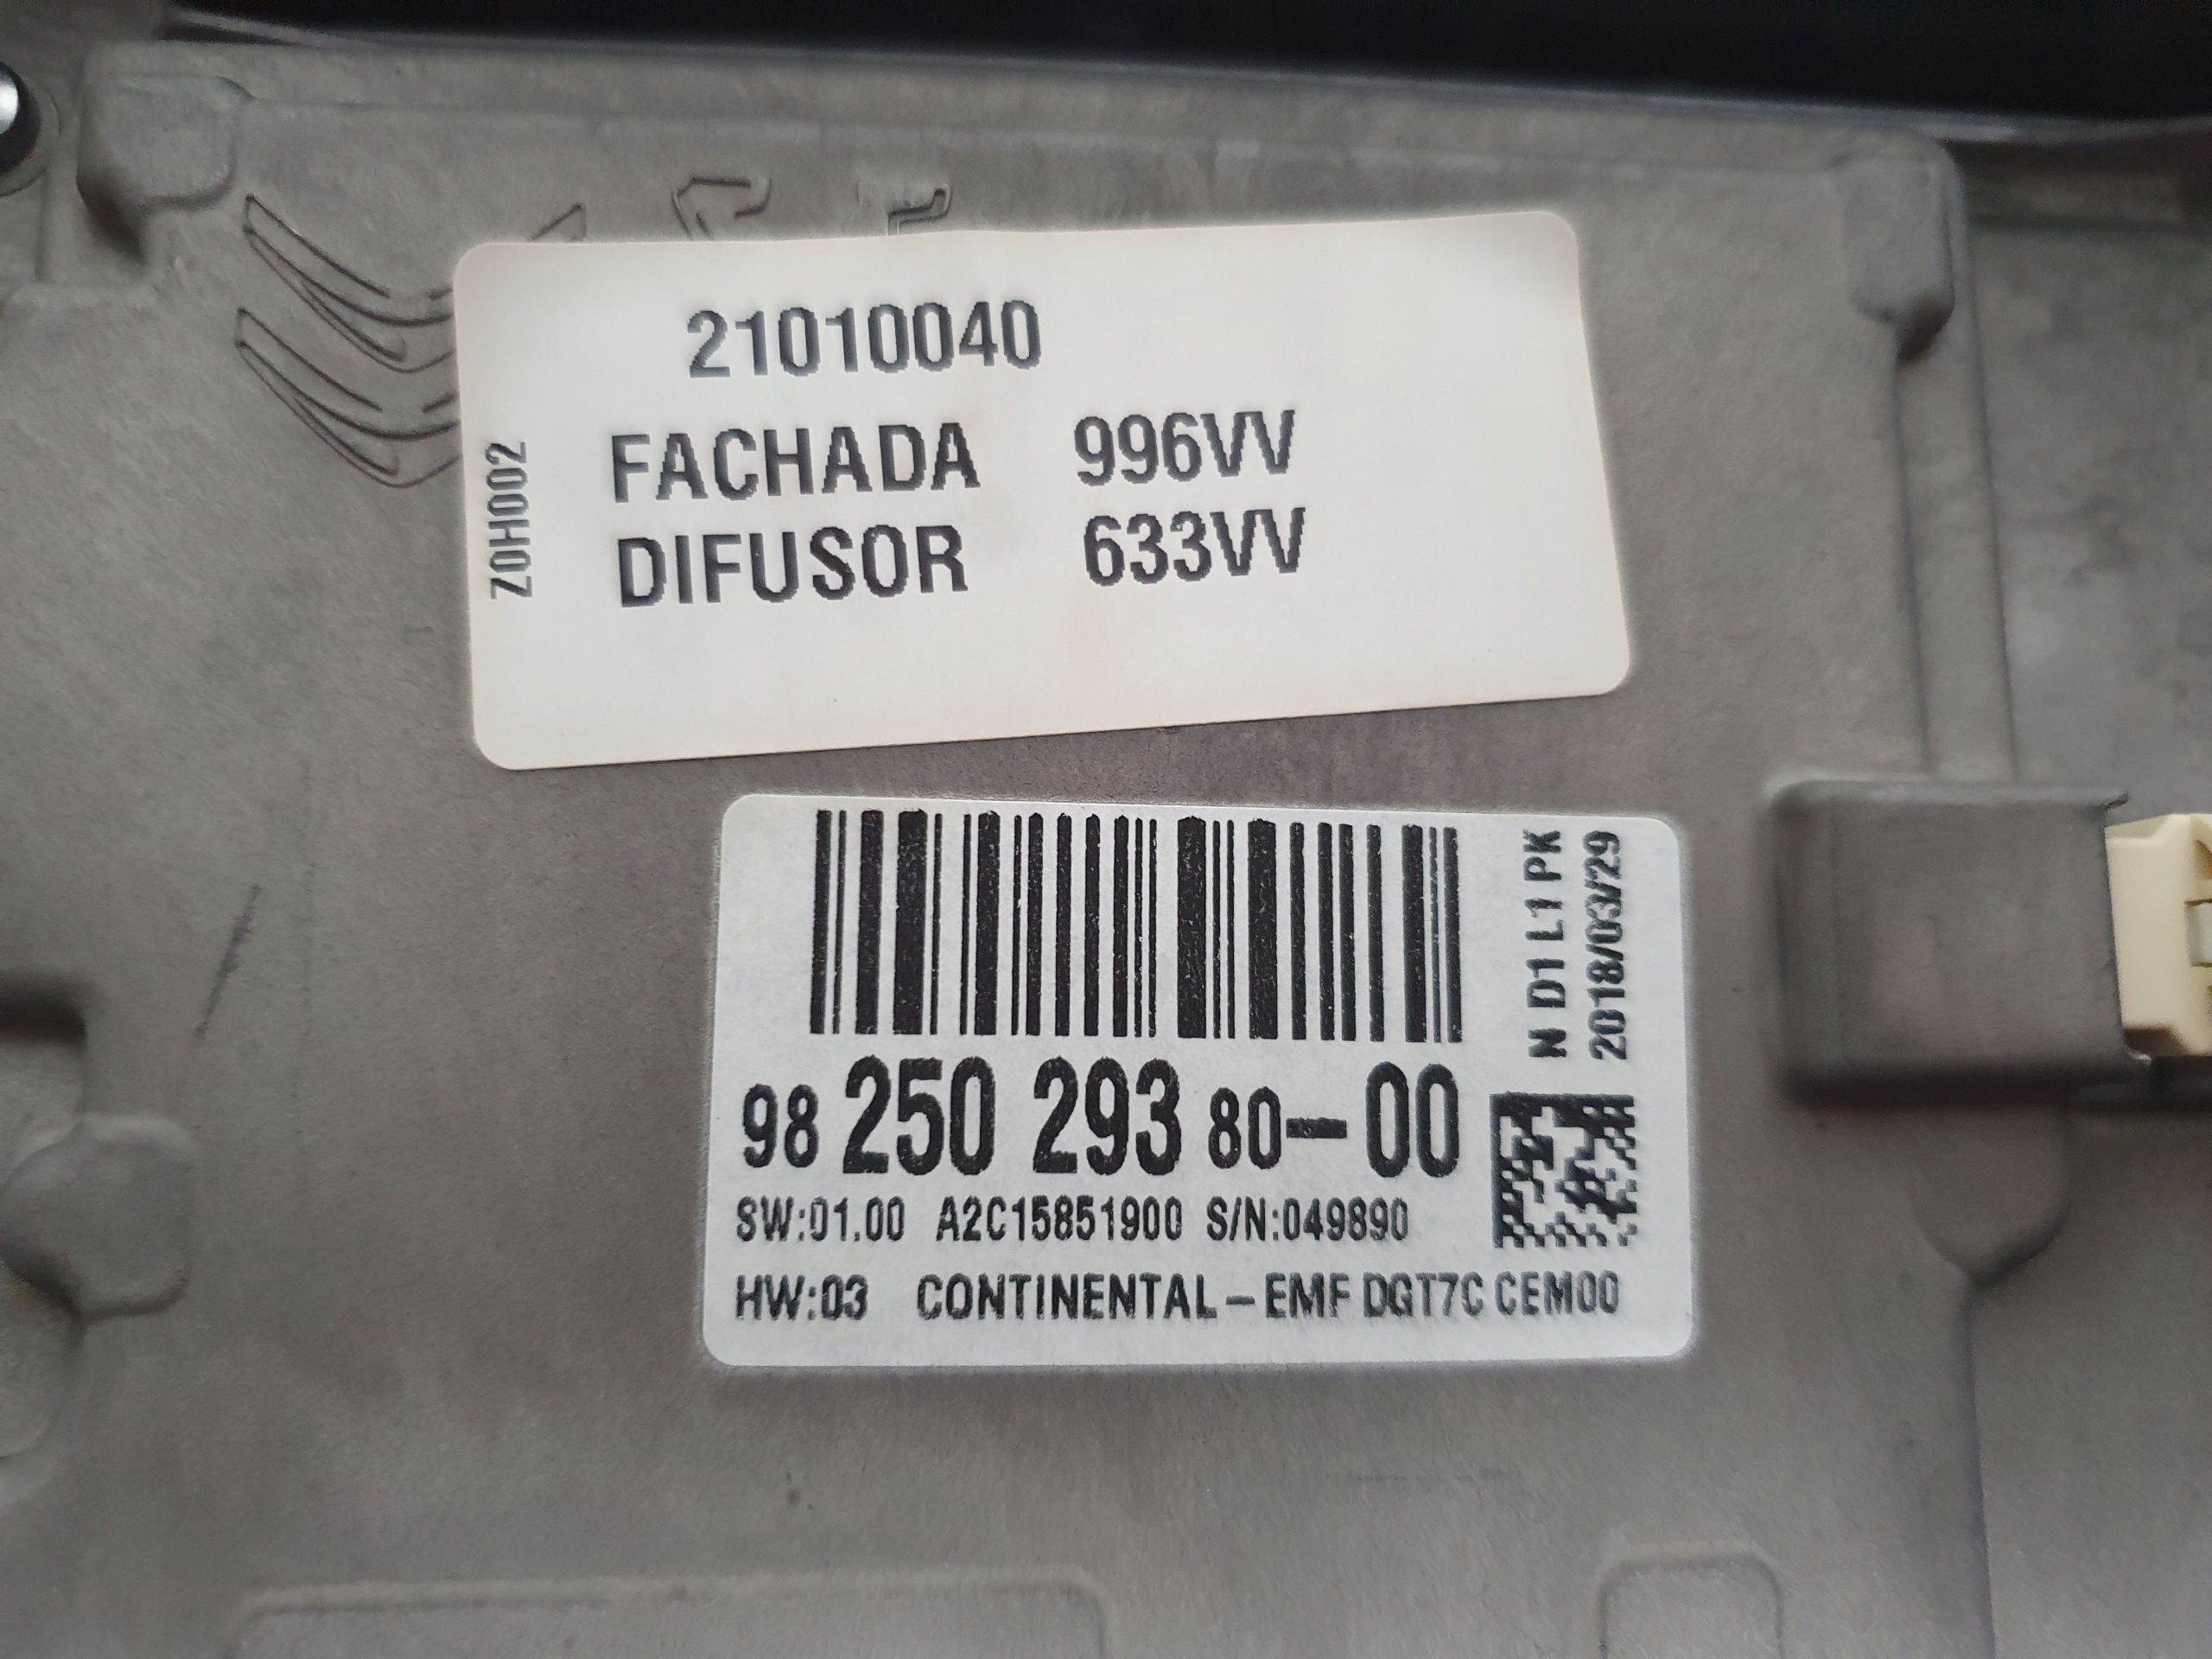 21010040
FACHADA 996VV
DIFUSOR 633VV
Z0H002
98 250 293 80-00
SW:01.00 A2C15851900 S/N:049890
HW:03 CONTINENTAL-EMF DGT7C CEM00
N D1 L1 PK
2018/03/29